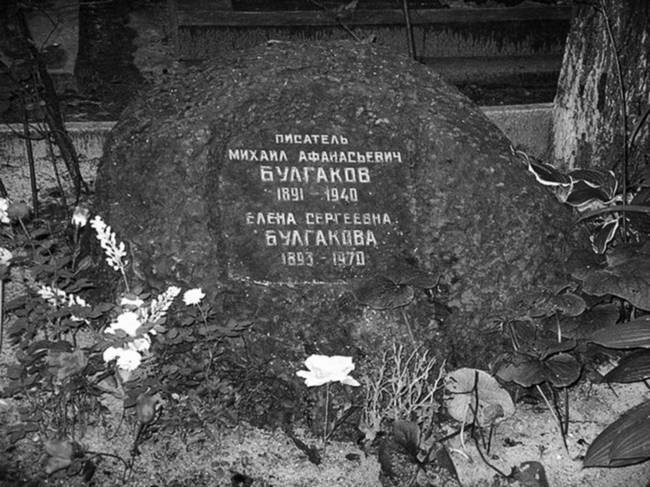 ПИСАТЕЛЬ
МИХАИЛ АФАНАСЬЕВИЧ
БУЛГАКОВ
1891 - 1940
ЕЛЕНА СЕРГЕЕВНА
БУЛГАКОВА
1893 - 1970